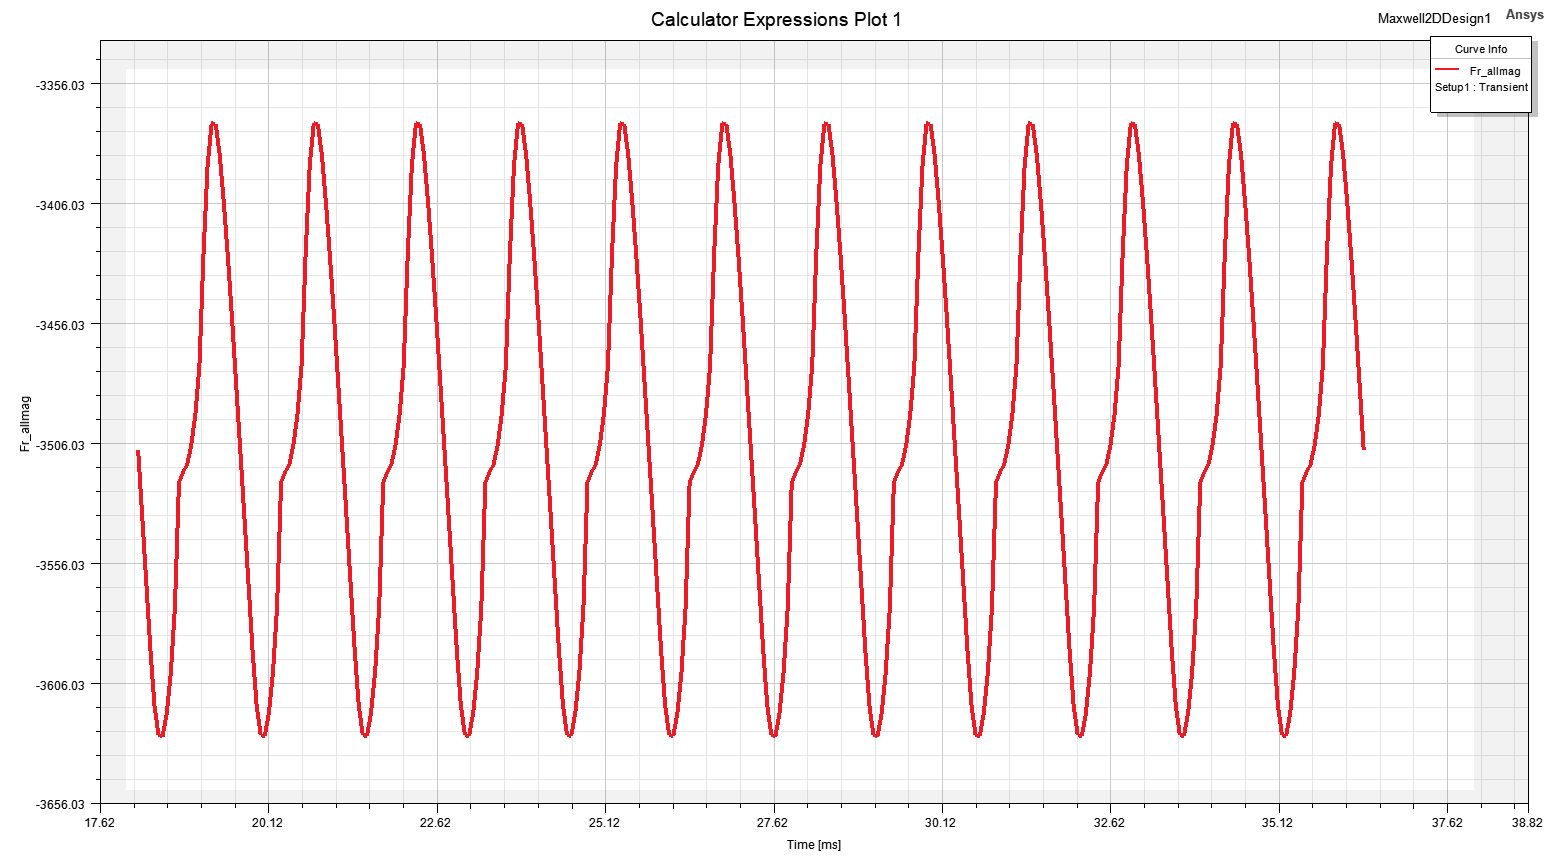 Calculator Expressions Plot 1
Maxwell2DDesign1
Ansys
Curve Info
Fr_allmag
Setup1 : Transient
-3356.03
-3406.03
-3456.03
-3506.03
-3556.03
-3606.03
-3656.03
Fr_allmag
17.62
20.12
22.62
25.12
27.62
30.12
32.62
35.12
37.62
38.82
Time [ms]